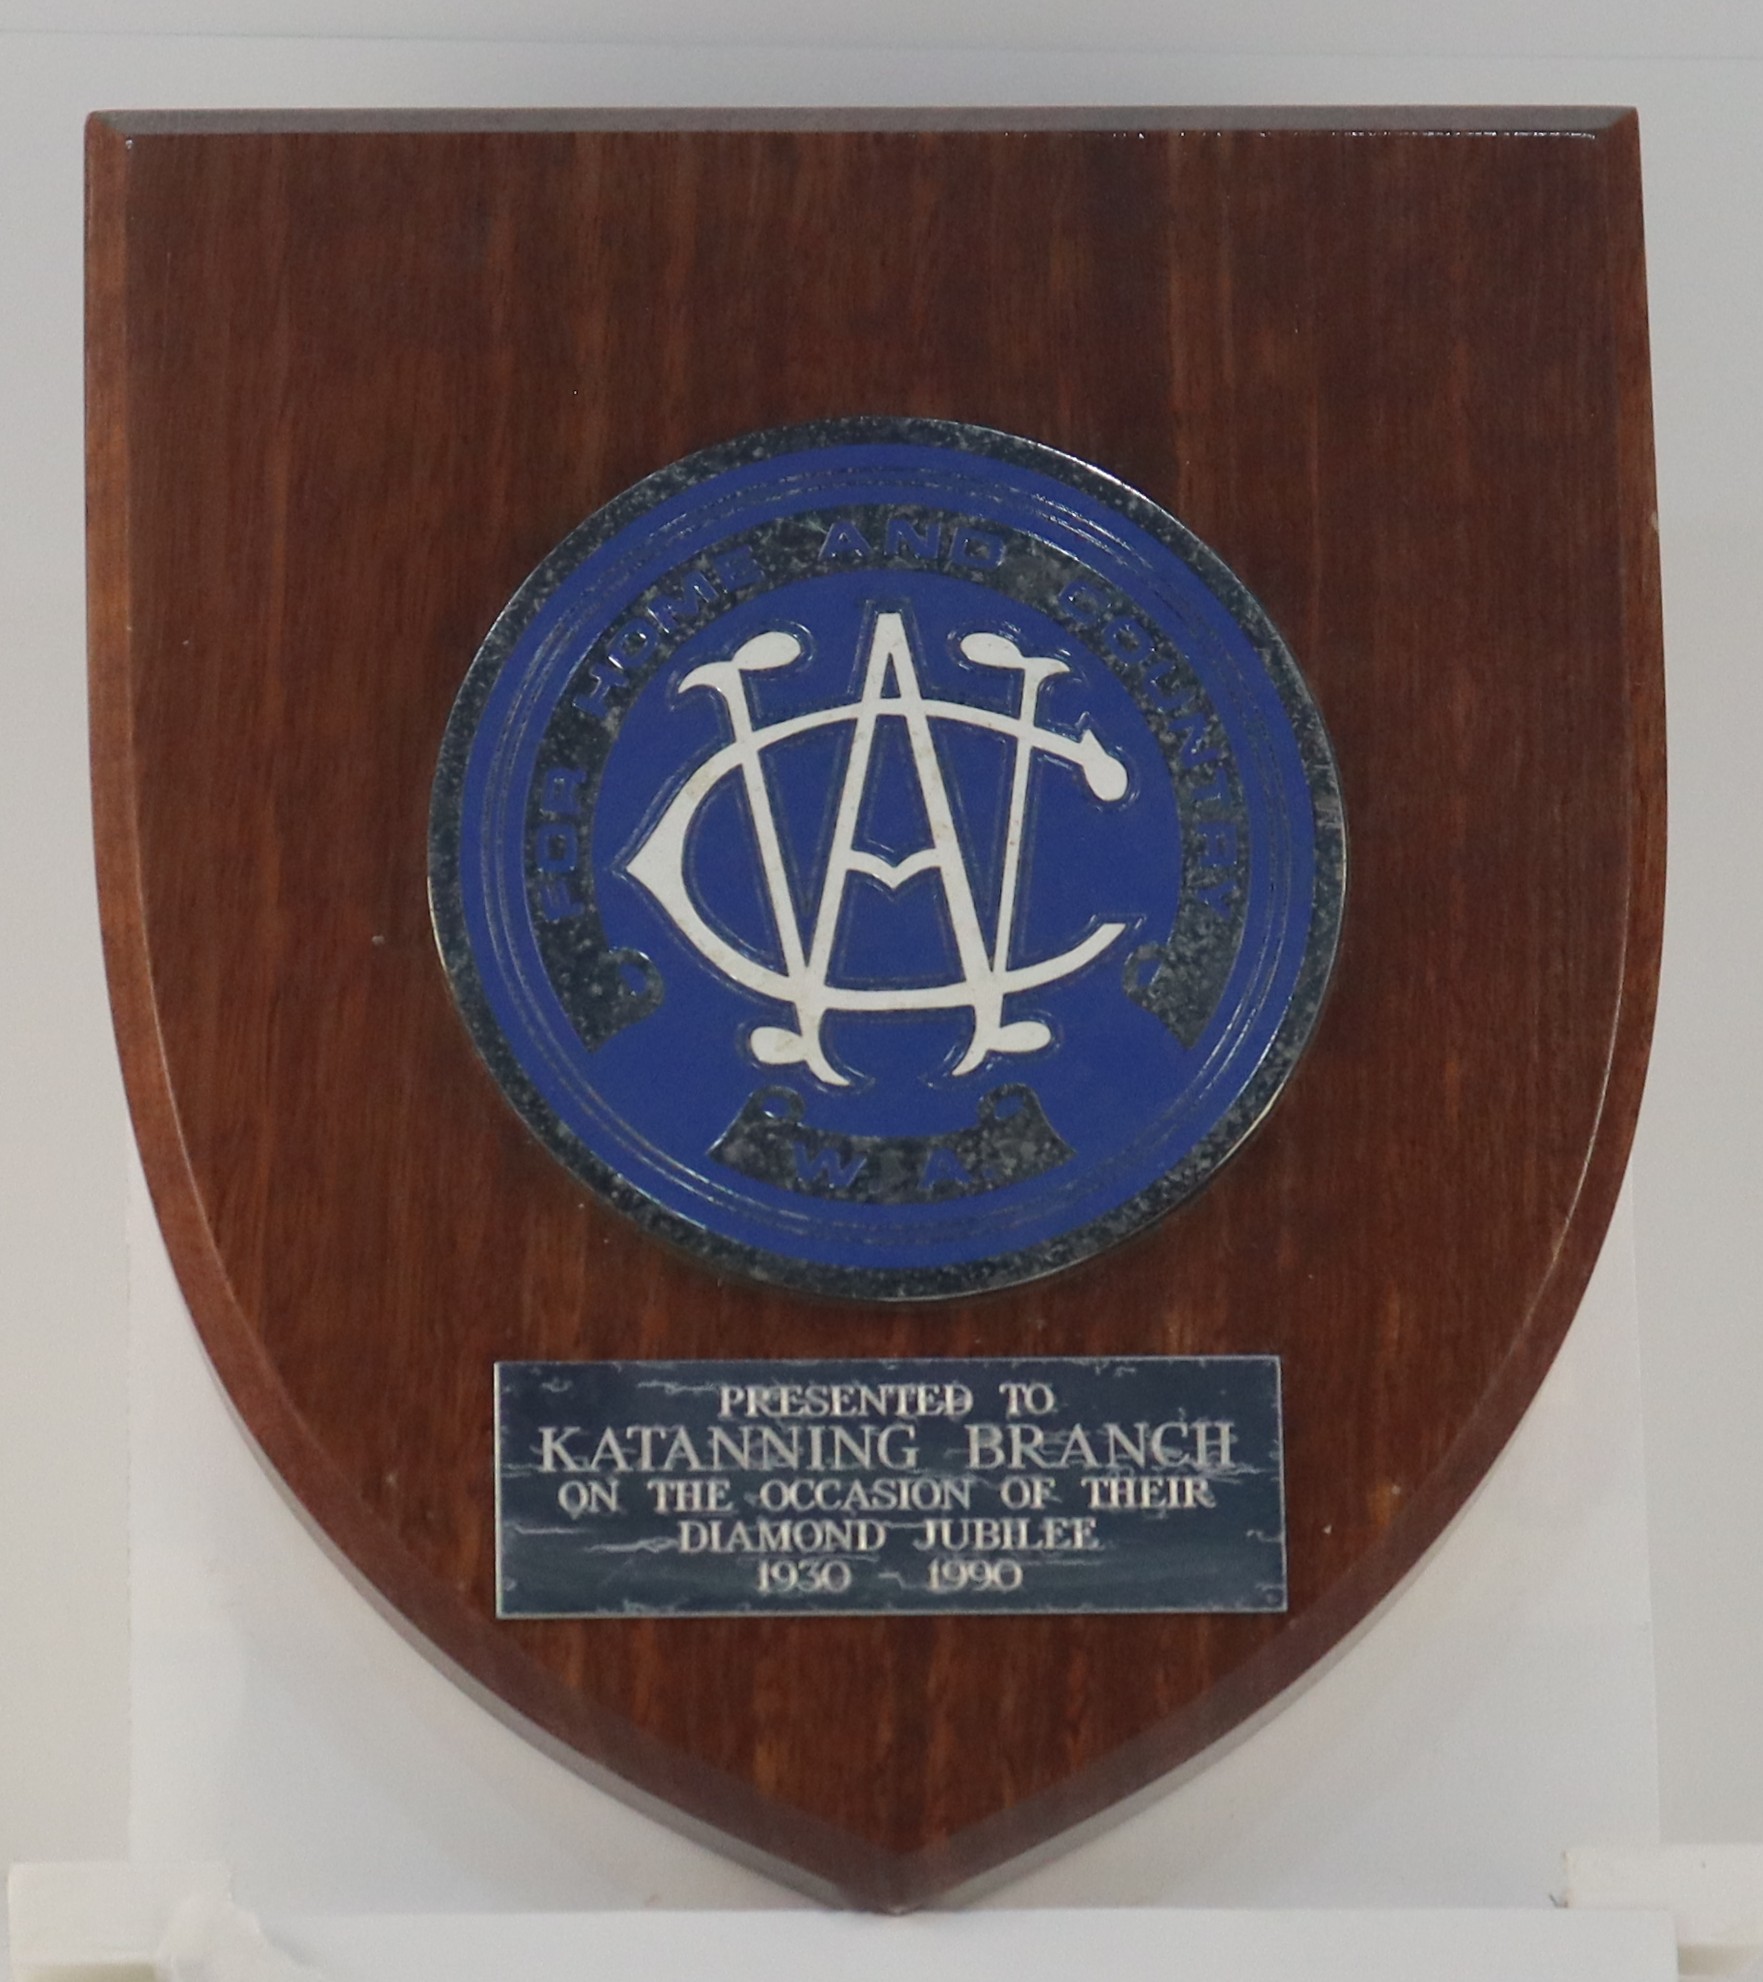 FOR HOME AND COUNTRY
CWA
W A.
PRESENTED TO
KATANNING BRANCH
ON THE OCCASION OF THEIR
DIAMOND JUBILEE
1930 - 1990